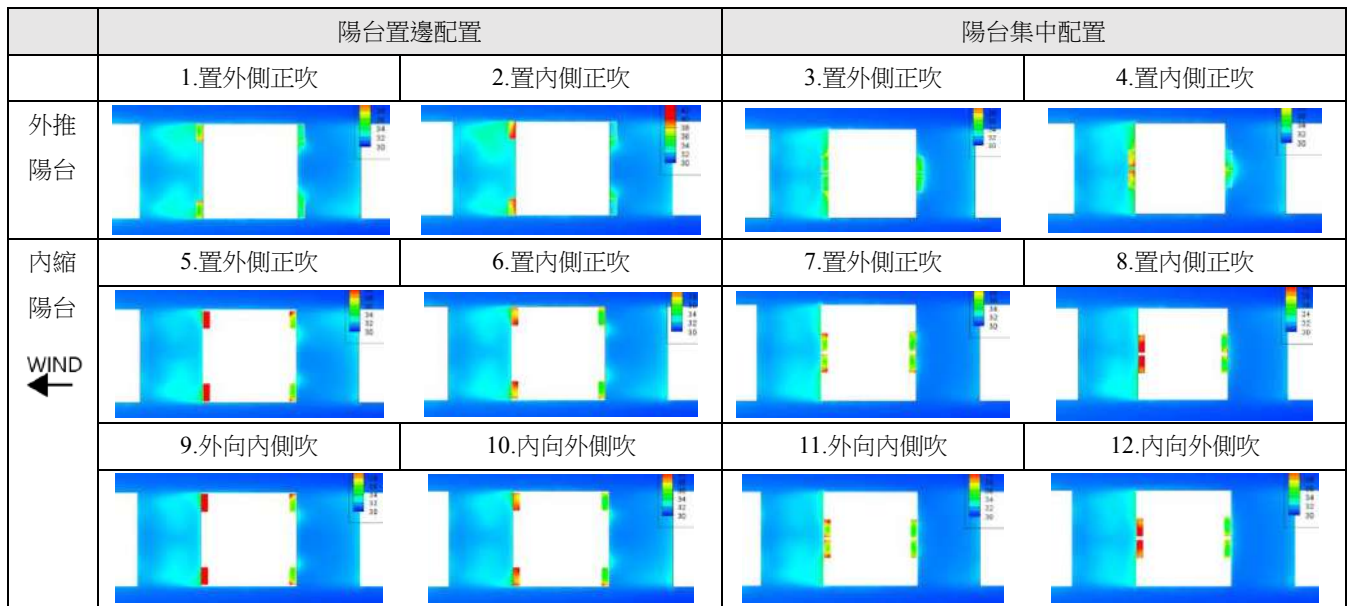 陽台置邊配置 陽台集中配置
1.置外側正吹 2.置內側正吹 3.置外側正吹 4.置內側正吹
外推
陽台
內縮
陽台
WIND
5.置外側正吹 6.置內側正吹 7.置外側正吹 8.置內側正吹
9.外向內側吹 10.內向外側吹 11.外向內側吹 12.內向外側吹